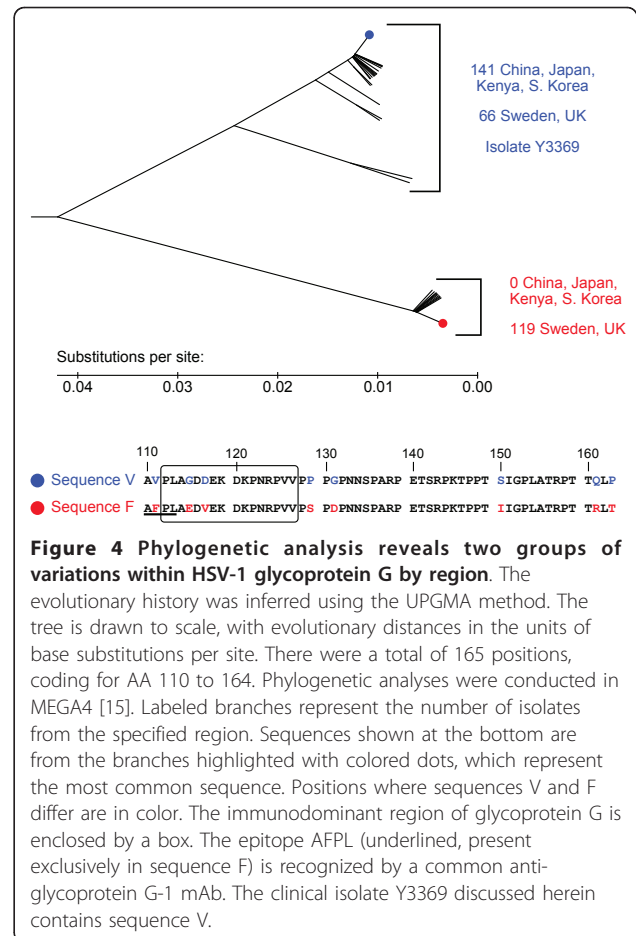 141 China, Japan,
Kenya, S. Korea
66 Sweden, UK
Isolate Y3369
0 China, Japan,
Kenya, S. Korea
119 Sweden, UK
Substitutions per site:
0.04 0.03 0.02 0.01 0.00
110 120 130 140 150 160
Sequence V AVPLAGDDEK DKPNRPVVPP PGPNNSPARP ETSRPKTPPT SIGPLATRPT TQLP
Sequence F AFPLAEDVEK DKPNRPVVPS PDPNNSPARP ETSRPKTPPT IIGPLATRPT TRLT
Figure 4 Phylogenetic analysis reveals two groups of
variations within HSV-1 glycoprotein G by region. The
evolutionary history was inferred using the UPGMA method. The
tree is drawn to scale, with evolutionary distances in the units of
base substitutions per site. There were a total of 165 positions,
coding for AA 110 to 164. Phylogenetic analyses were conducted in
MEGA4 [15]. Labeled branches represent the number of isolates
from the specified region. Sequences shown at the bottom are
from the branches highlighted with colored dots, which represent
the most common sequence. Positions where sequences V and F
differ are in color. The immunodominant region of glycoprotein G is
enclosed by a box. The epitope AFPL (underlined, present
exclusively in sequence F) is recognized by a common anti-
glycoprotein G-1 mAb. The clinical isolate Y3369 discussed herein
contains sequence V.